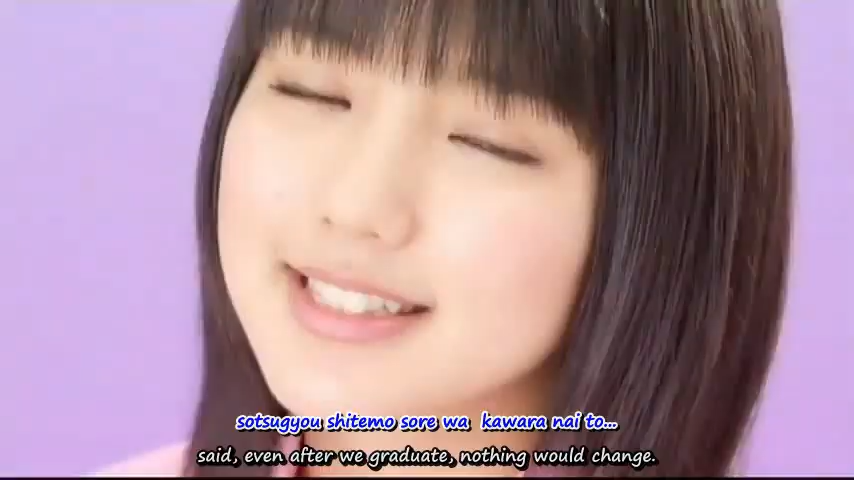 sotsugyou shitemo sore wa kawara nai to...
said, even after we graduate, nothing would change.